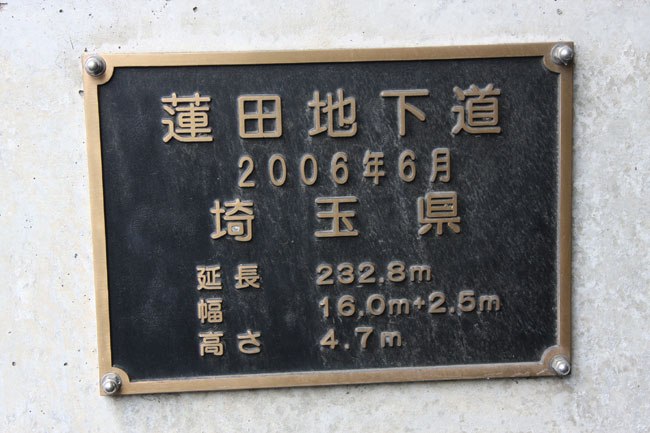 蓮田地下道
2006年6月
埼玉県
延長 232.8m
幅 16.0m+2.5m
高さ 4.7m